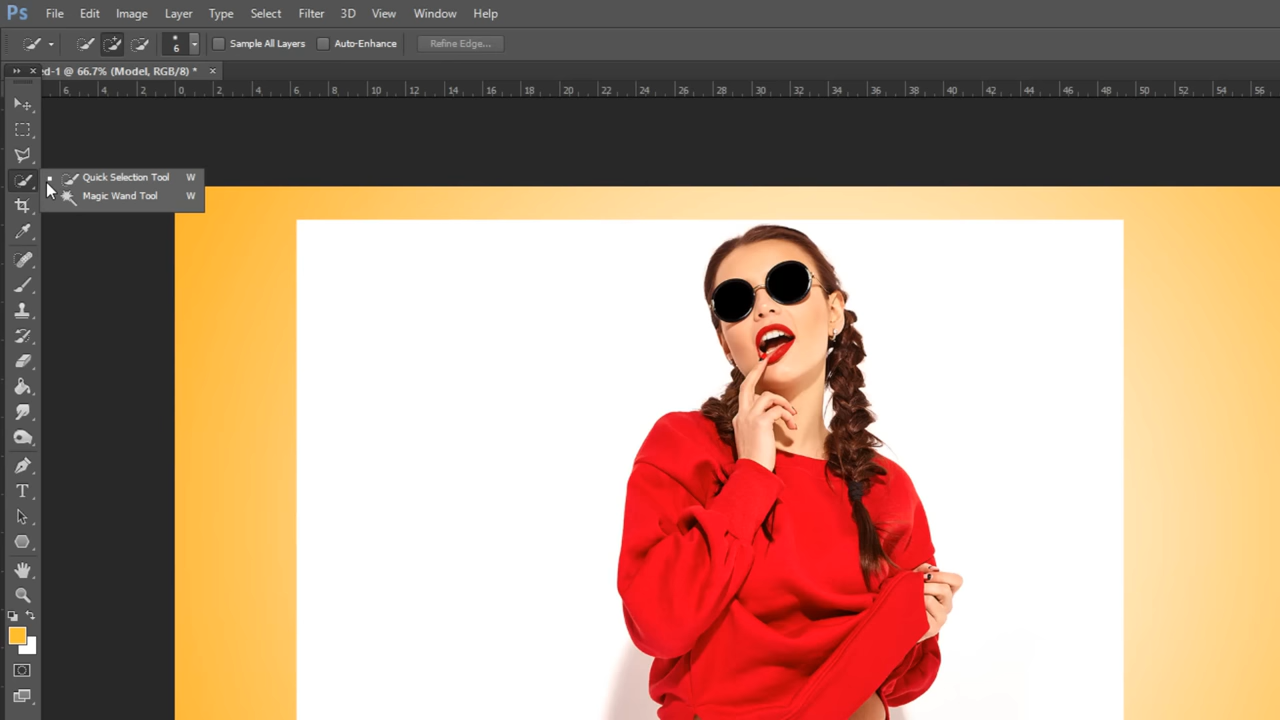 Ps File Edit Image Layer Select Type Filter 3D View Window Help
6 Sample All Layers Auto-Enhance Refine Edge...
ed-1 @ 66.7% (Model, RGB/8) * ×
6 4 2 0 2 4 6 8 10 12 14 16 18 20 22 24 26 28 30 32 34 36 38 40 42 44 46 48 50 52 54 56
Quick Selection Tool W
Magic Wand Tool W
T